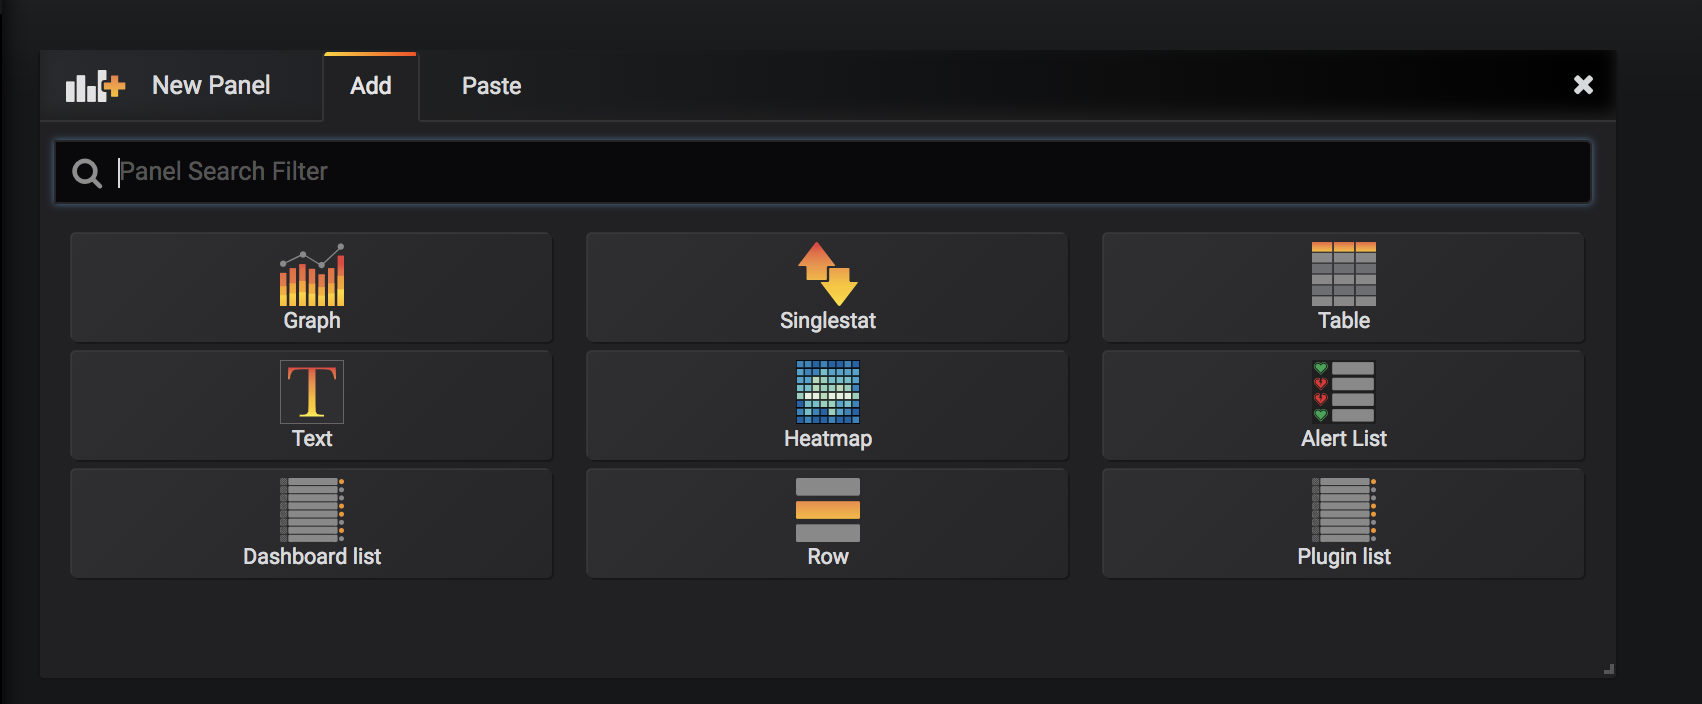 New Panel
Add
Paste
Panel Search Filter
Graph
Singlestat
Table
T
Text
Heatmap
Alert List
Dashboard list
Row
Plugin list